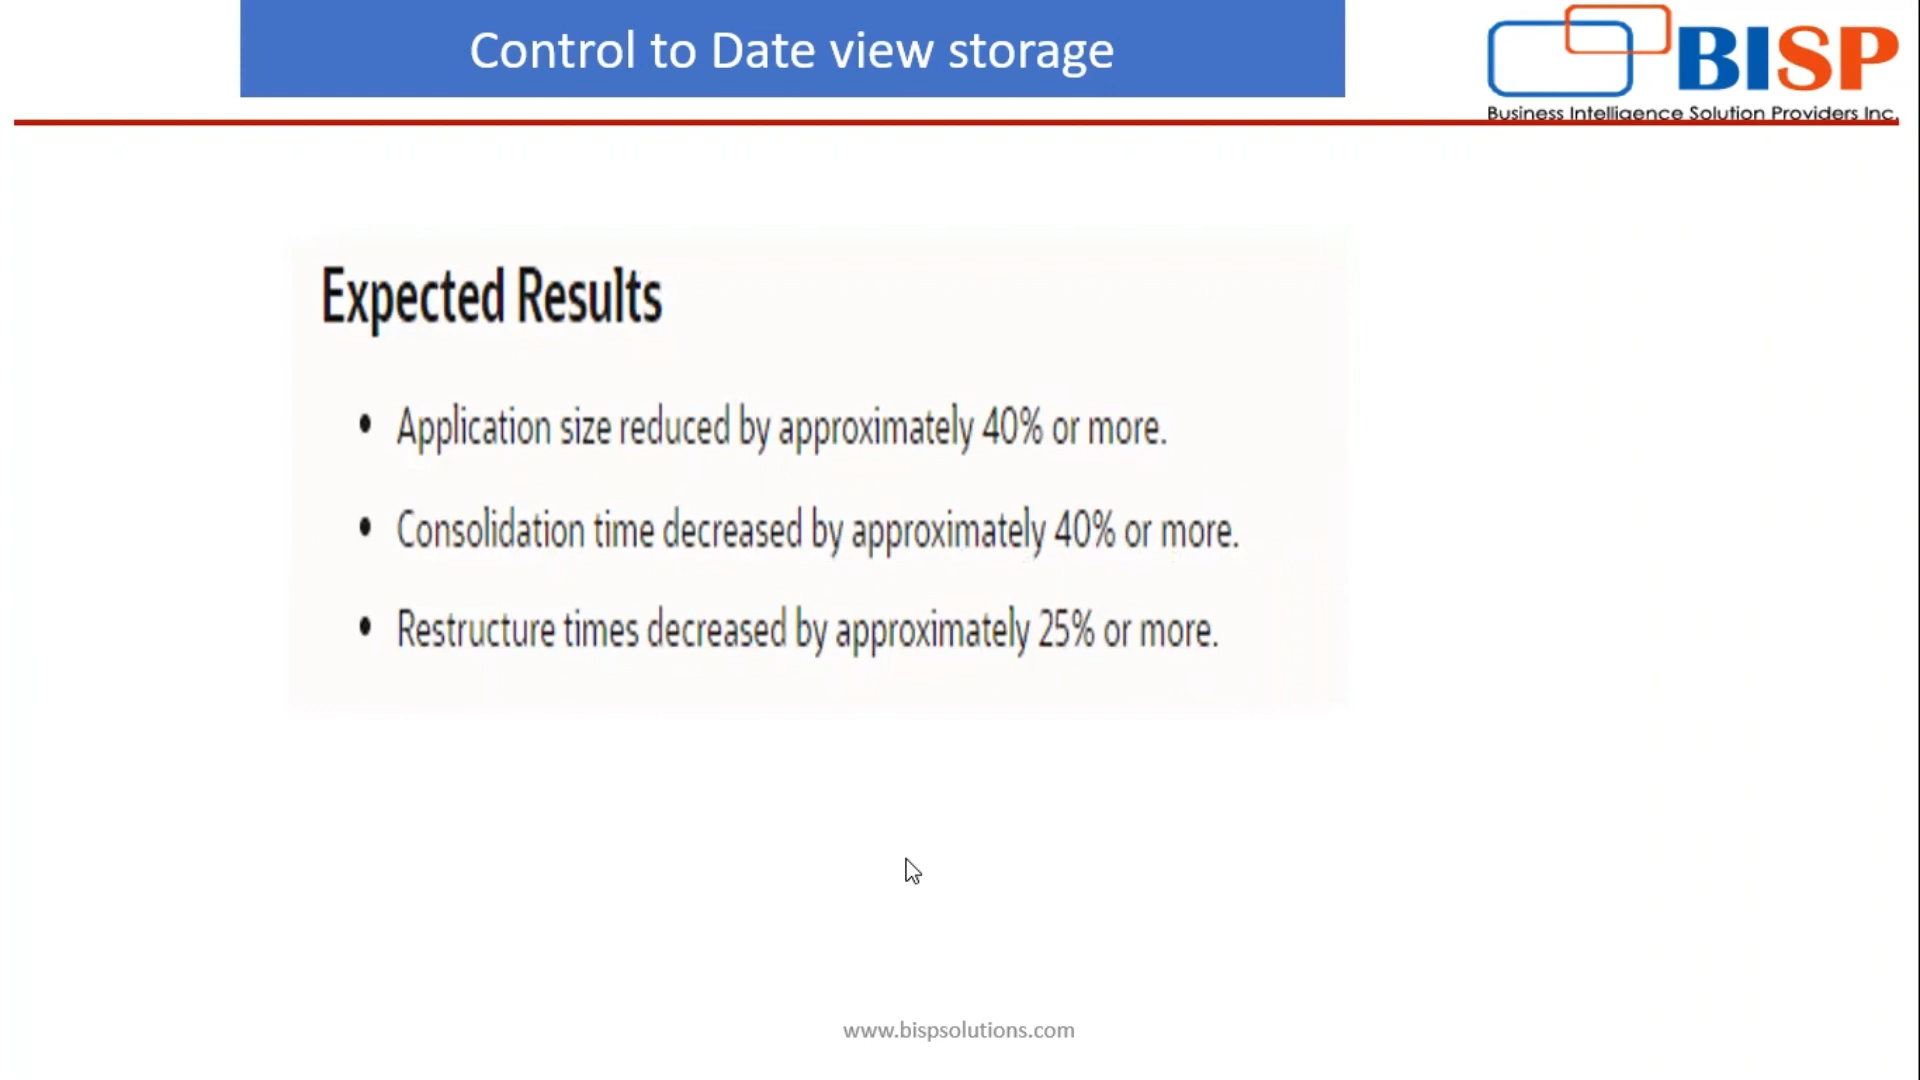 Control to Date view storage
BISP
Business Intelligence Solution Providers Inc.
Expected Results
• Application size reduced by approximately 40% or more.
• Consolidation time decreased by approximately 40% or more.
• Restructure times decreased by approximately 25% or more.
www.bispsolutions.com